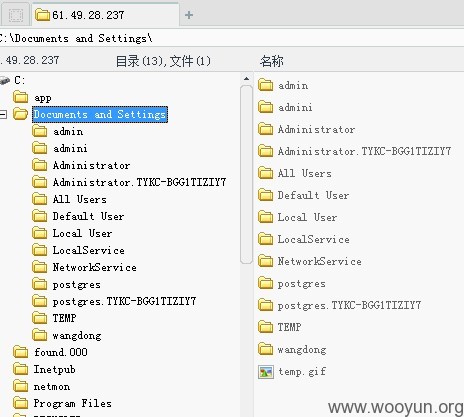 61.49.28.237
C:\Documents and Settings\
.49.28.237
目录(13),文件(1)
名称
C:
app
Documents and Settings
admin
admini
Administrator
Administrator.TYKC-BGG1TIZIY7
All Users
Default User
Local User
LocalService
NetworkService
postgres
postgres.TYKC-BGG1TIZIY7
TEMP
wangdong
found.000
Inetpub
netmon
Program Files
admin
admini
Administrator
Administrator.TYKC-BGG1TIZIY7
All Users
Default User
Local User
LocalService
NetworkService
postgres
postgres.TYKC-BGG1TIZIY7
TEMP
wangdong
temp.gif
www.wooyun.org